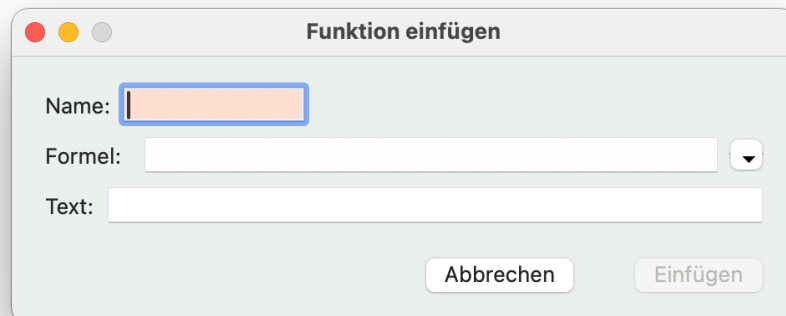 Funktion einfügen
Name:
Formel:
Text:
Abbrechen Einfügen